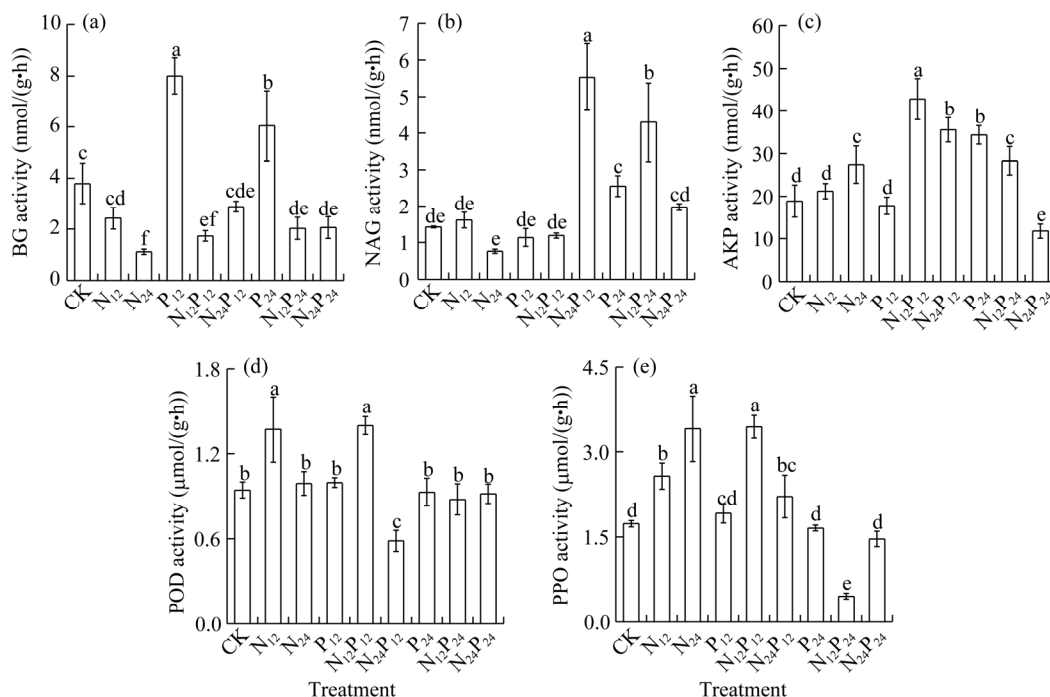 (a)
BG activity (nmol/(g•h))
10
8
6
4
2
0
c
cd
f
a
ef
cde
b
de
de
CK
N₁₂
N₂₄
P₁₂
N₁₂P₁₂
N₂₄P₁₂
P₂₄
N₁₂P₂₄
N₂₄P₂₄
(b)
NAG activity (nmol/(g•h))
7
6
5
4
3
2
1
0
de
de
e
de
de
a
c
b
cd
CK
N₁₂
N₂₄
P₁₂
N₁₂P₁₂
N₂₄P₁₂
P₂₄
N₁₂P₂₄
N₂₄P₂₄
(c)
AKP activity (nmol/(g•h))
60
50
40
30
20
10
0
d
d
c
d
a
b
b
c
e
CK
N₁₂
N₂₄
P₁₂
N₁₂P₁₂
N₂₄P₁₂
P₂₄
N₁₂P₂₄
N₂₄P₂₄
(d)
POD activity (μmol/(g•h))
1.8
1.2
0.6
0.0
b
a
b
b
a
c
b
b
b
CK
N₁₂
N₂₄
P₁₂
N₁₂P₁₂
N₂₄P₁₂
P₂₄
N₁₂P₂₄
N₂₄P₂₄
Treatment
(e)
PPO activity (μmol/(g•h))
4.5
3.0
1.5
0.0
d
b
a
cd
a
bc
d
e
d
CK
N₁₂
N₂₄
P₁₂
N₁₂P₁₂
N₂₄P₁₂
P₂₄
N₁₂P₂₄
N₂₄P₂₄
Treatment